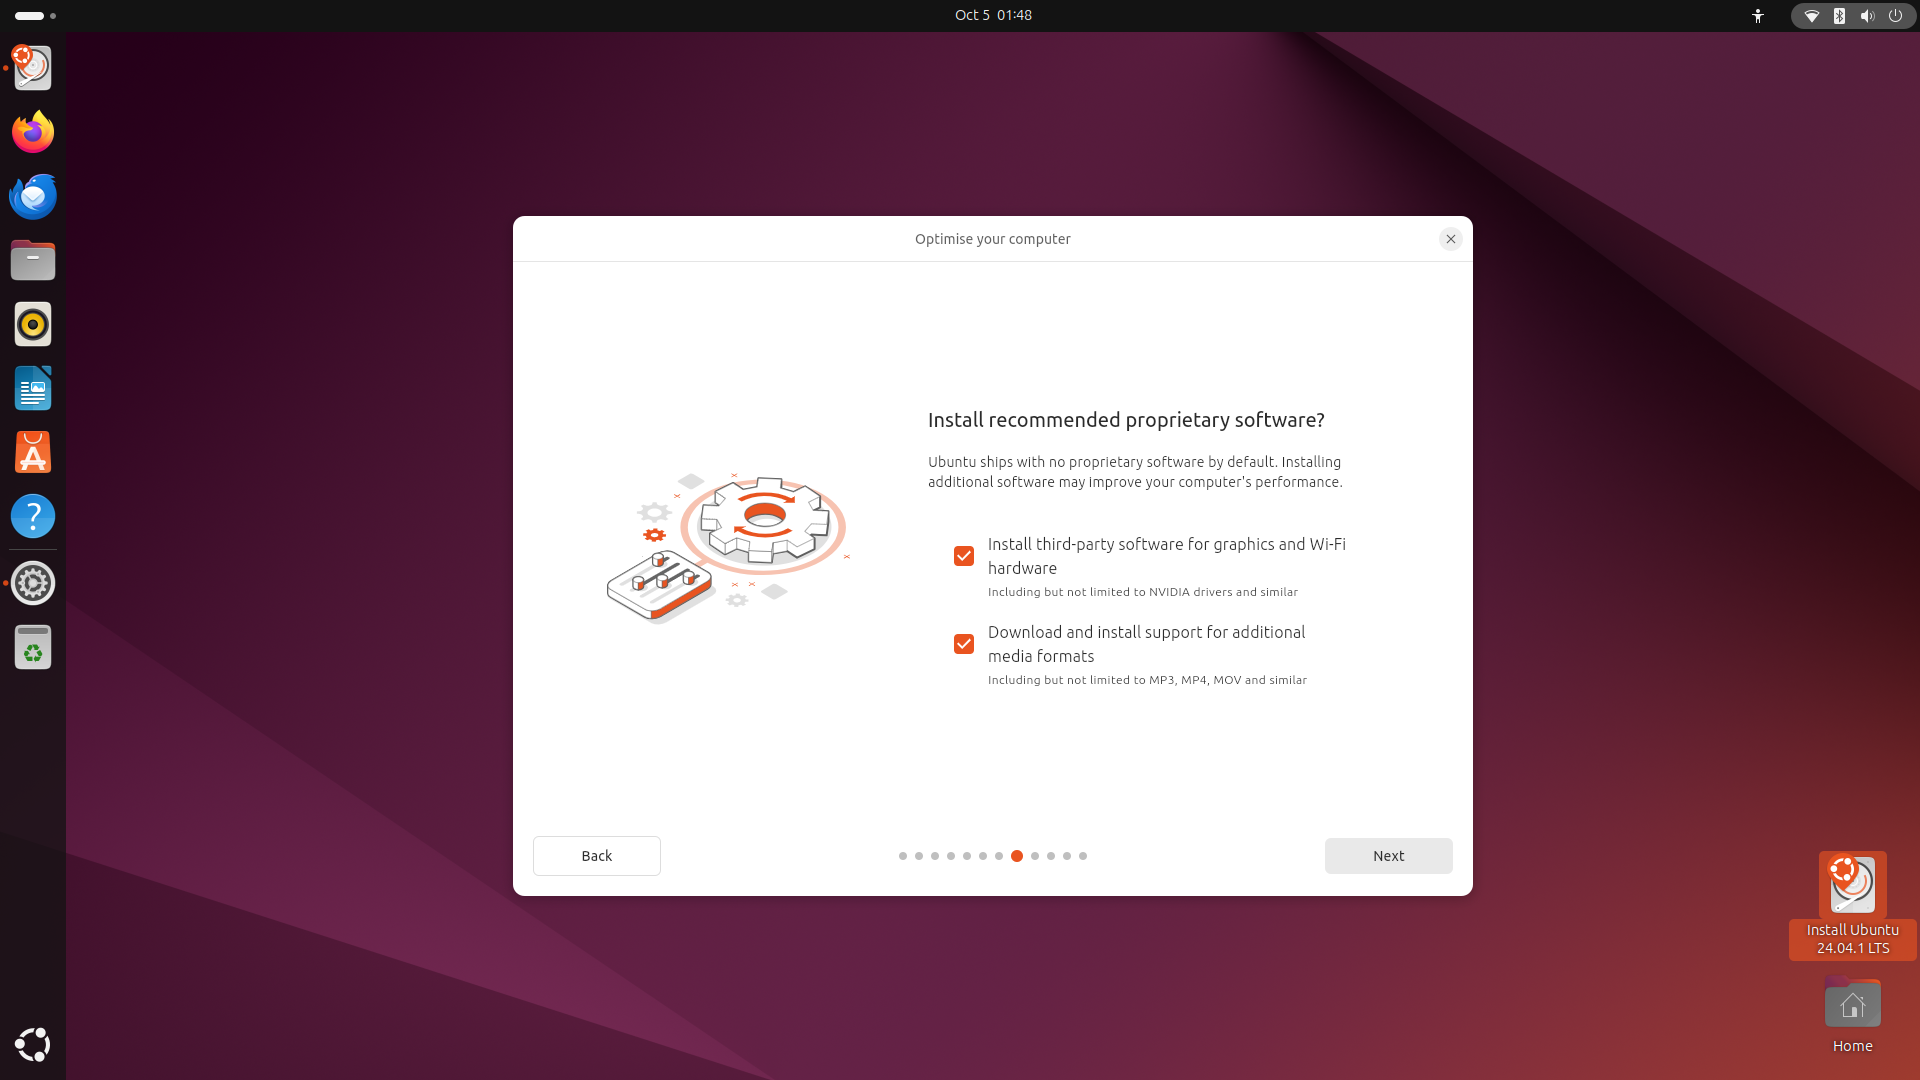 Oct 5 01:48
Optimise your computer
Install recommended proprietary software?
Ubuntu ships with no proprietary software by default. Installing
additional software may improve your computer's performance.
Install third-party software for graphics and Wi-Fi
hardware
Including but not limited to NVIDIA drivers and similar
Download and install support for additional
media formats
Including but not limited to MP3, MP4, MOV and similar
Back
Next
Install Ubuntu
24.04.1 LTS
Home